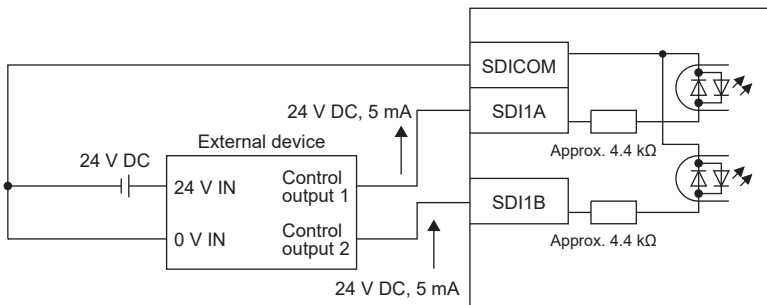 SDICOM
24 V DC, 5 mA
SDI1A
External device
Approx. 4.4 kΩ
24 V DC
24 V IN
Control
output 1
SDI1B
0 V IN
Control
output 2
Approx. 4.4 kΩ
24 V DC, 5 mA